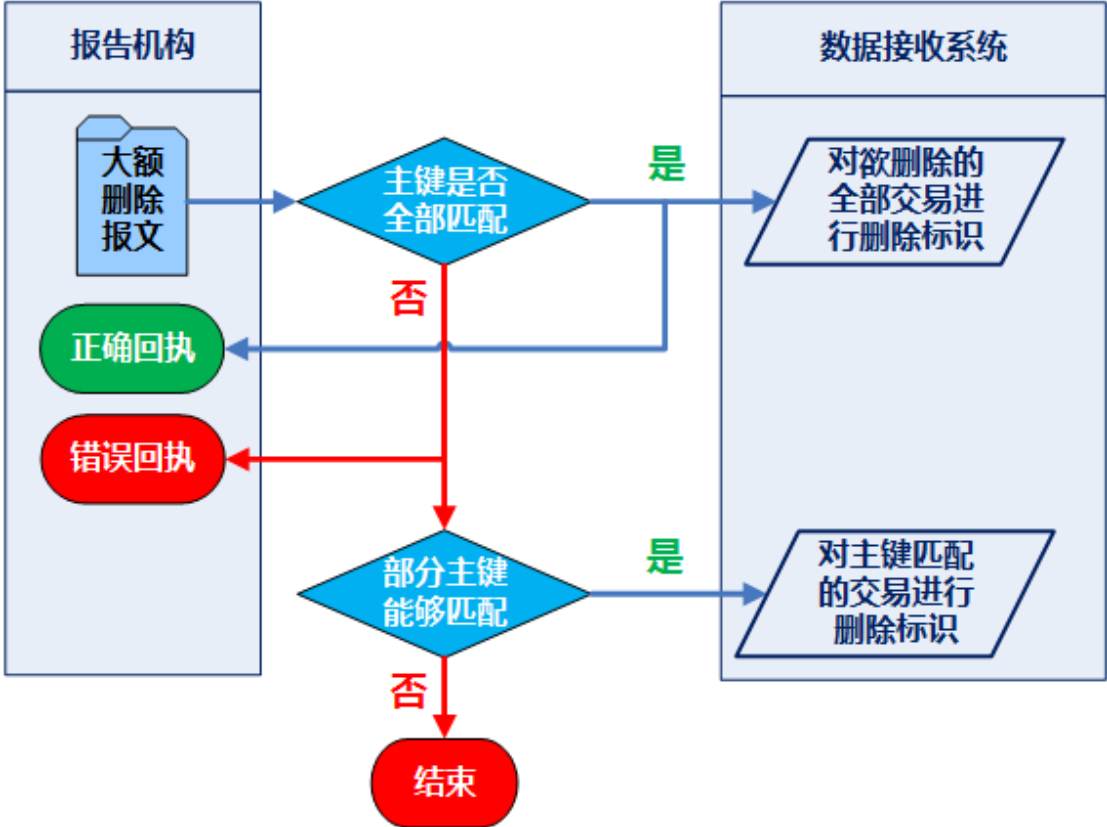 报告机构
数据接收系统
大额
删除
报文
主键是否
全部匹配
是
对欲删除的
全部交易进
行删除标识
否
正确回执
错误回执
部分主键
能够匹配
是
对主键匹配
的交易进行
删除标识
否
结束